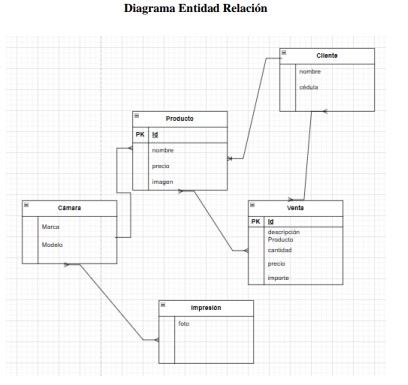 Diagrama Entidad Relación
Cliente
nombre
cédula
Producto
PK Id
nombre
precio
imagen
Cámara
Marca
Modelo
Venta
PK Id
descripción
Producto
cantidad
precio
importe
Impresión
foto